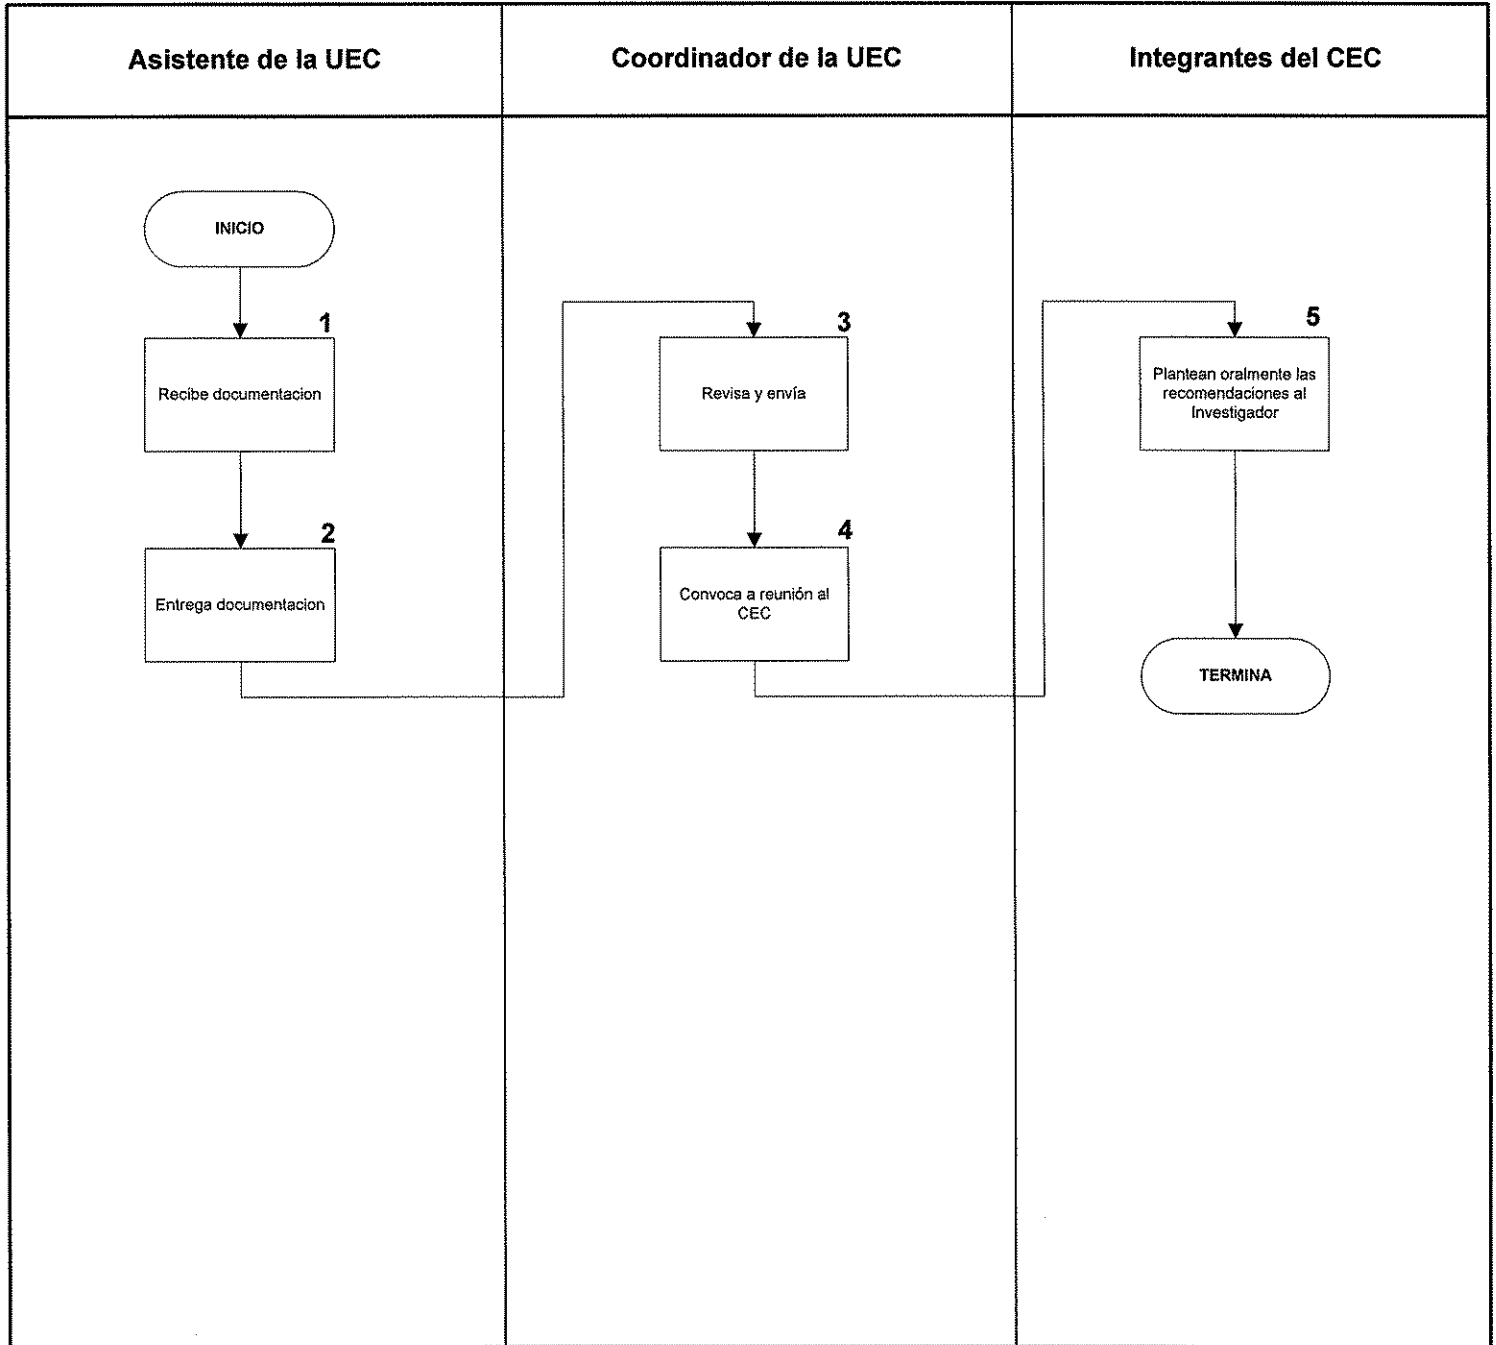 Asistente de la UEC
Coordinador de la UEC
Integrantes del CEC
INICIO
1
Recibe documentacion
2
Entrega documentacion
3
Revisa y envía
4
Convoca a reunión al
CEC
5
Plantean oralmente las
recomendaciones al
Investigador
TERMINA